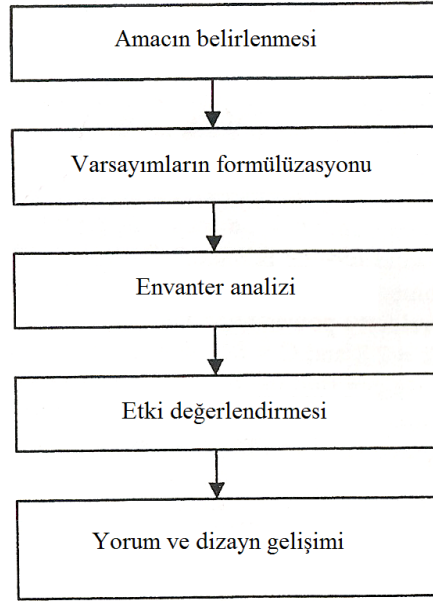 Amacın belirlenmesi
Varsayımların formülüzasyonu
Envanter analizi
Etki değerlendirmesi
Yorum ve dizayn gelişimi